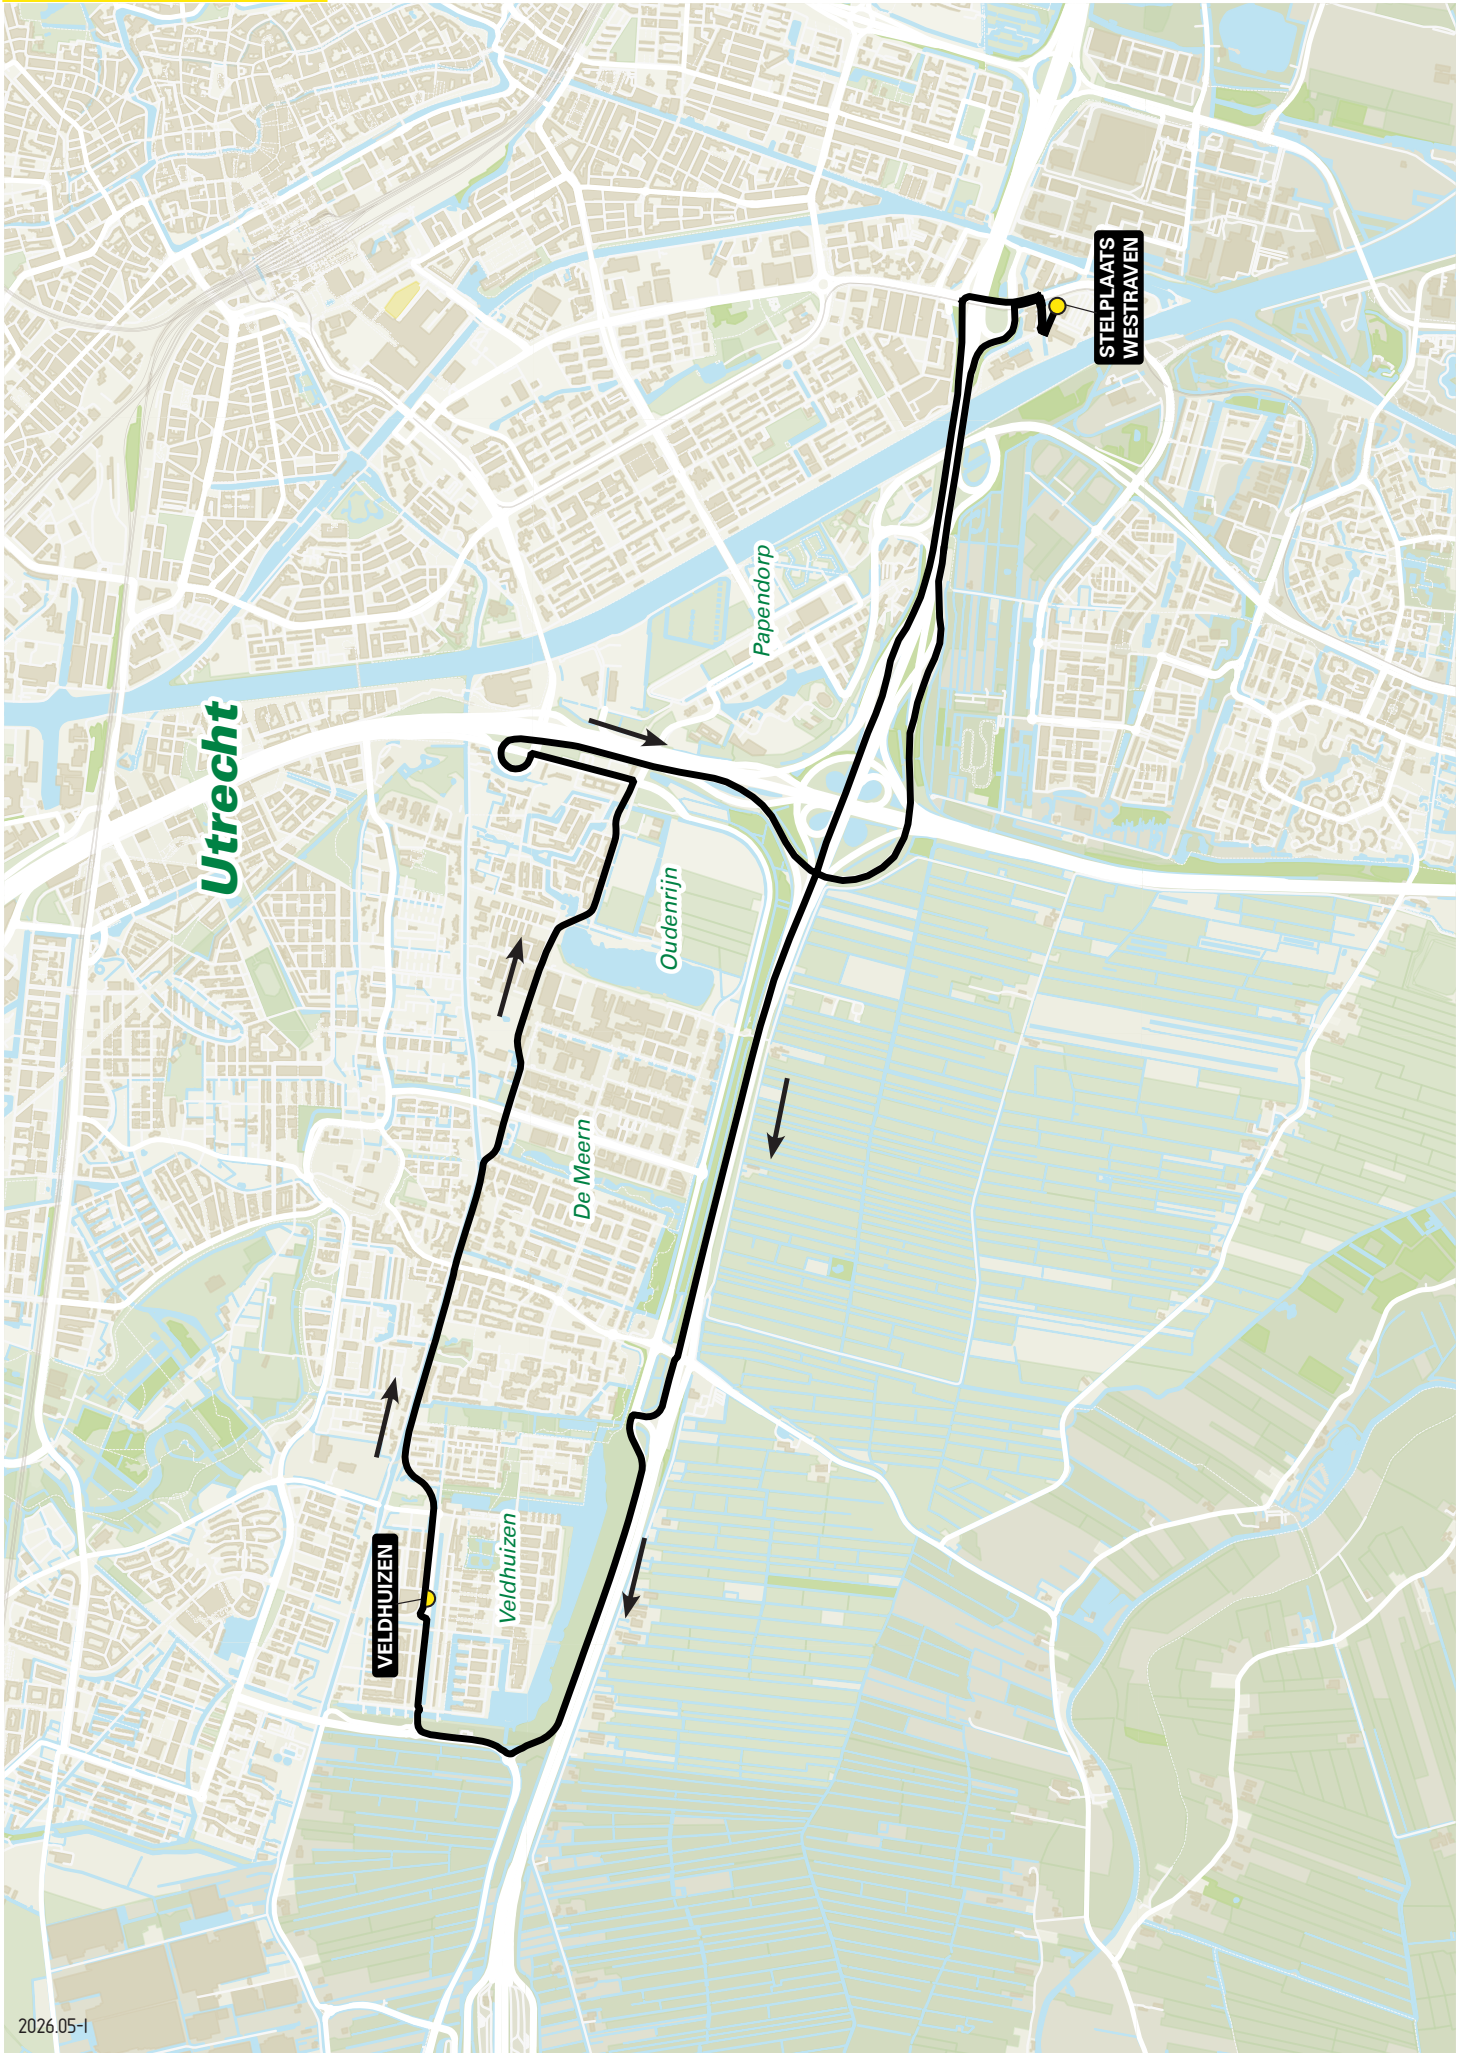 Utrecht
STELPLAATS
WESTRAVEN
Papendorp
Oudenrijn
De Meern
VELDHUIZEN
Veldhuizen
2026.05-I